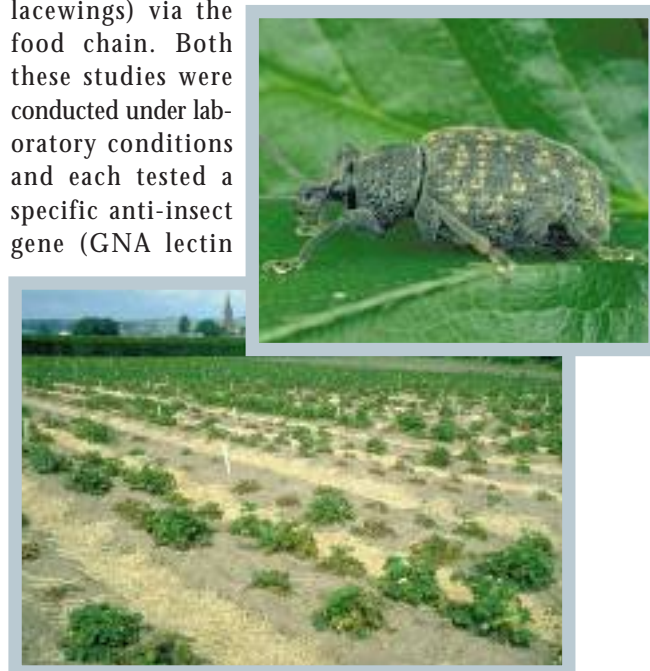 lacewings) via the
food chain. Both
these studies were
conducted under lab-
oratory conditions
and each tested a
specific anti-insect
gene (GNA lectin